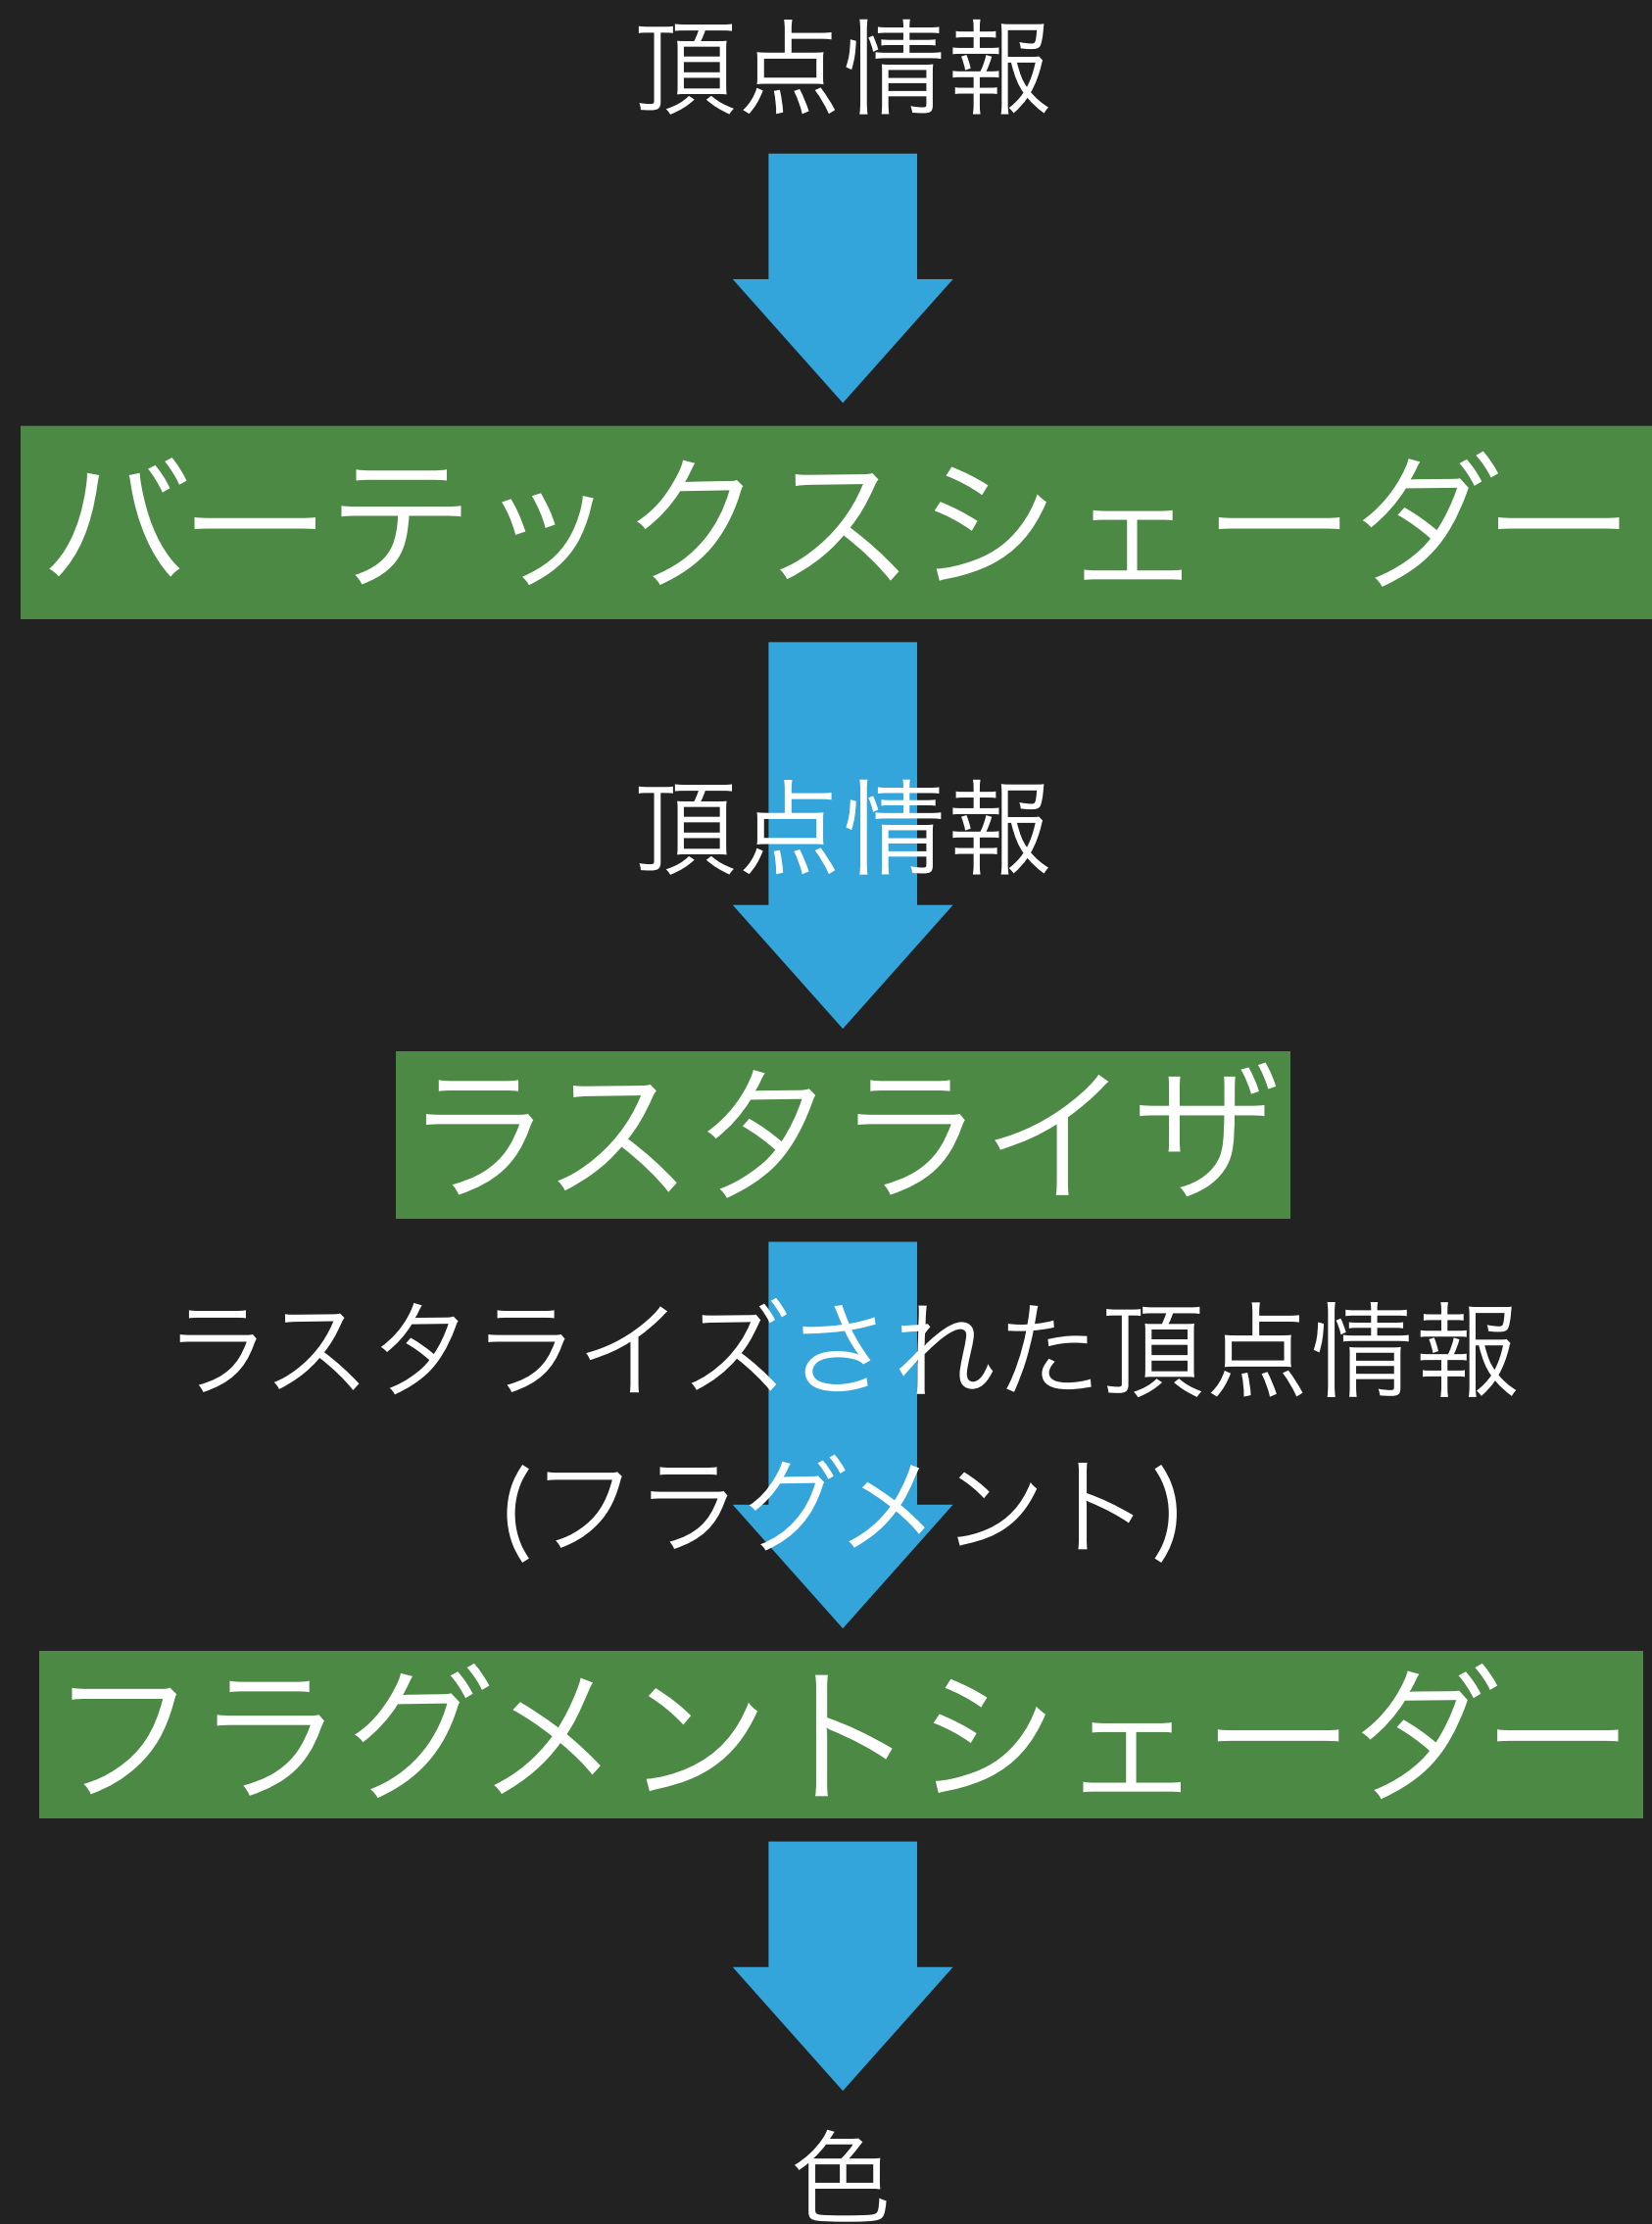 頂点情報
バーテックスシェーダー
頂点情報
ラスタライザ
ラスタライズされた頂点情報
(フラグメント)
フラグメントシェーダー
色